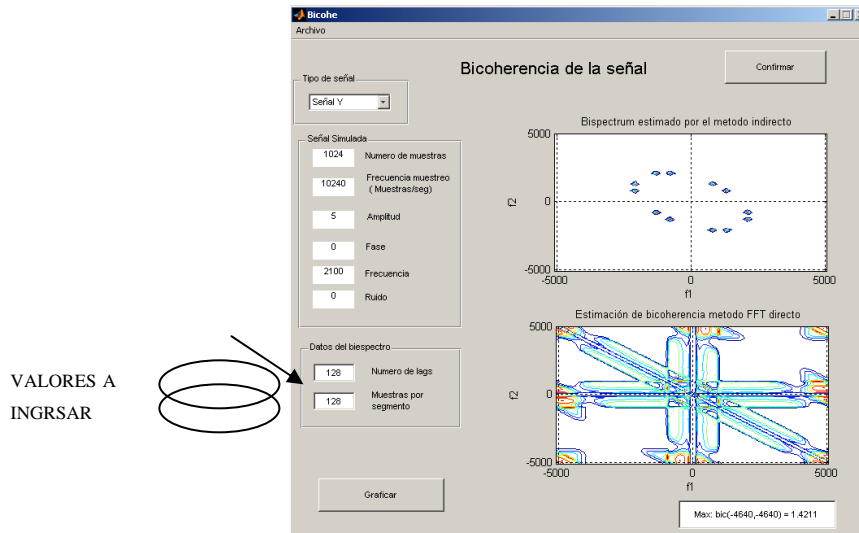 Bicohe
Archivo
Bicoherencia de la señal
Confirmar
Tipo de señal
Señal Y
Señal Simulada
1024 Numero de muestras
10240 Frecuencia muestreo
( Muestras/seg)
5 Amplitud
0 Fase
2100 Frecuencia
0 Ruido
Datos del biespectro
128 Numero de lags
128 Muestras por
segmento
Graficar
VALORES A
INGRSAR
Bispectrum estimado por el metodo indirecto
5000
f2
0
-5000
-5000 0 5000
f1
Estimación de bicoherencia metodo FFT directo
5000
f2
0
-5000
-5000 0 5000
f1
Max: bic(-4640,-4640) = 1.4211